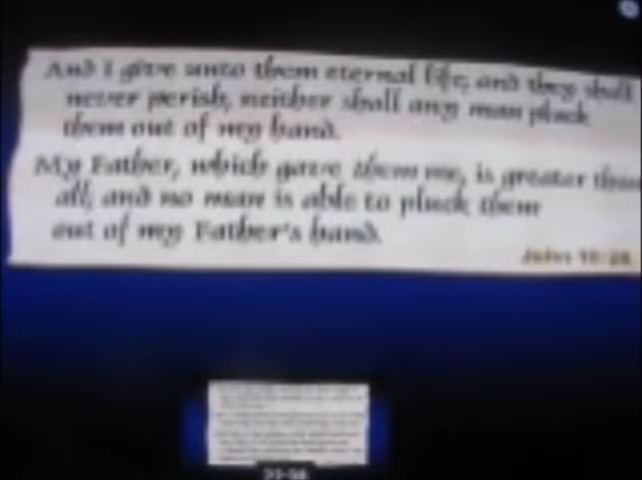 And I give unto them eternal life, and they shall
never perish, neither shall any man pluck
them out of my hand.
My Father, which gave them me, is greater than
all, and no man is able to pluck them
out of my Father's hand.
John 10:28